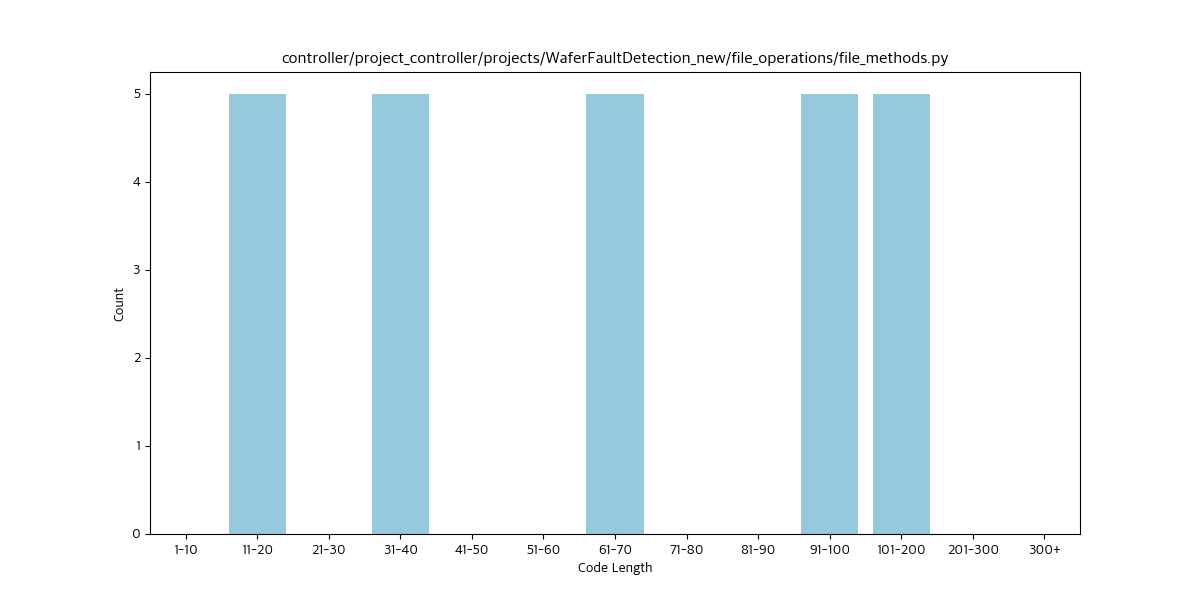 controller/project_controller/projects/WaferFaultDetection_new/file_operations/file_methods.py
5
4
3
2
1
0
Count
1-10 11-20 21-30 31-40 41-50 51-60 61-70 71-80 81-90 91-100 101-200 201-300 300+
Code Length